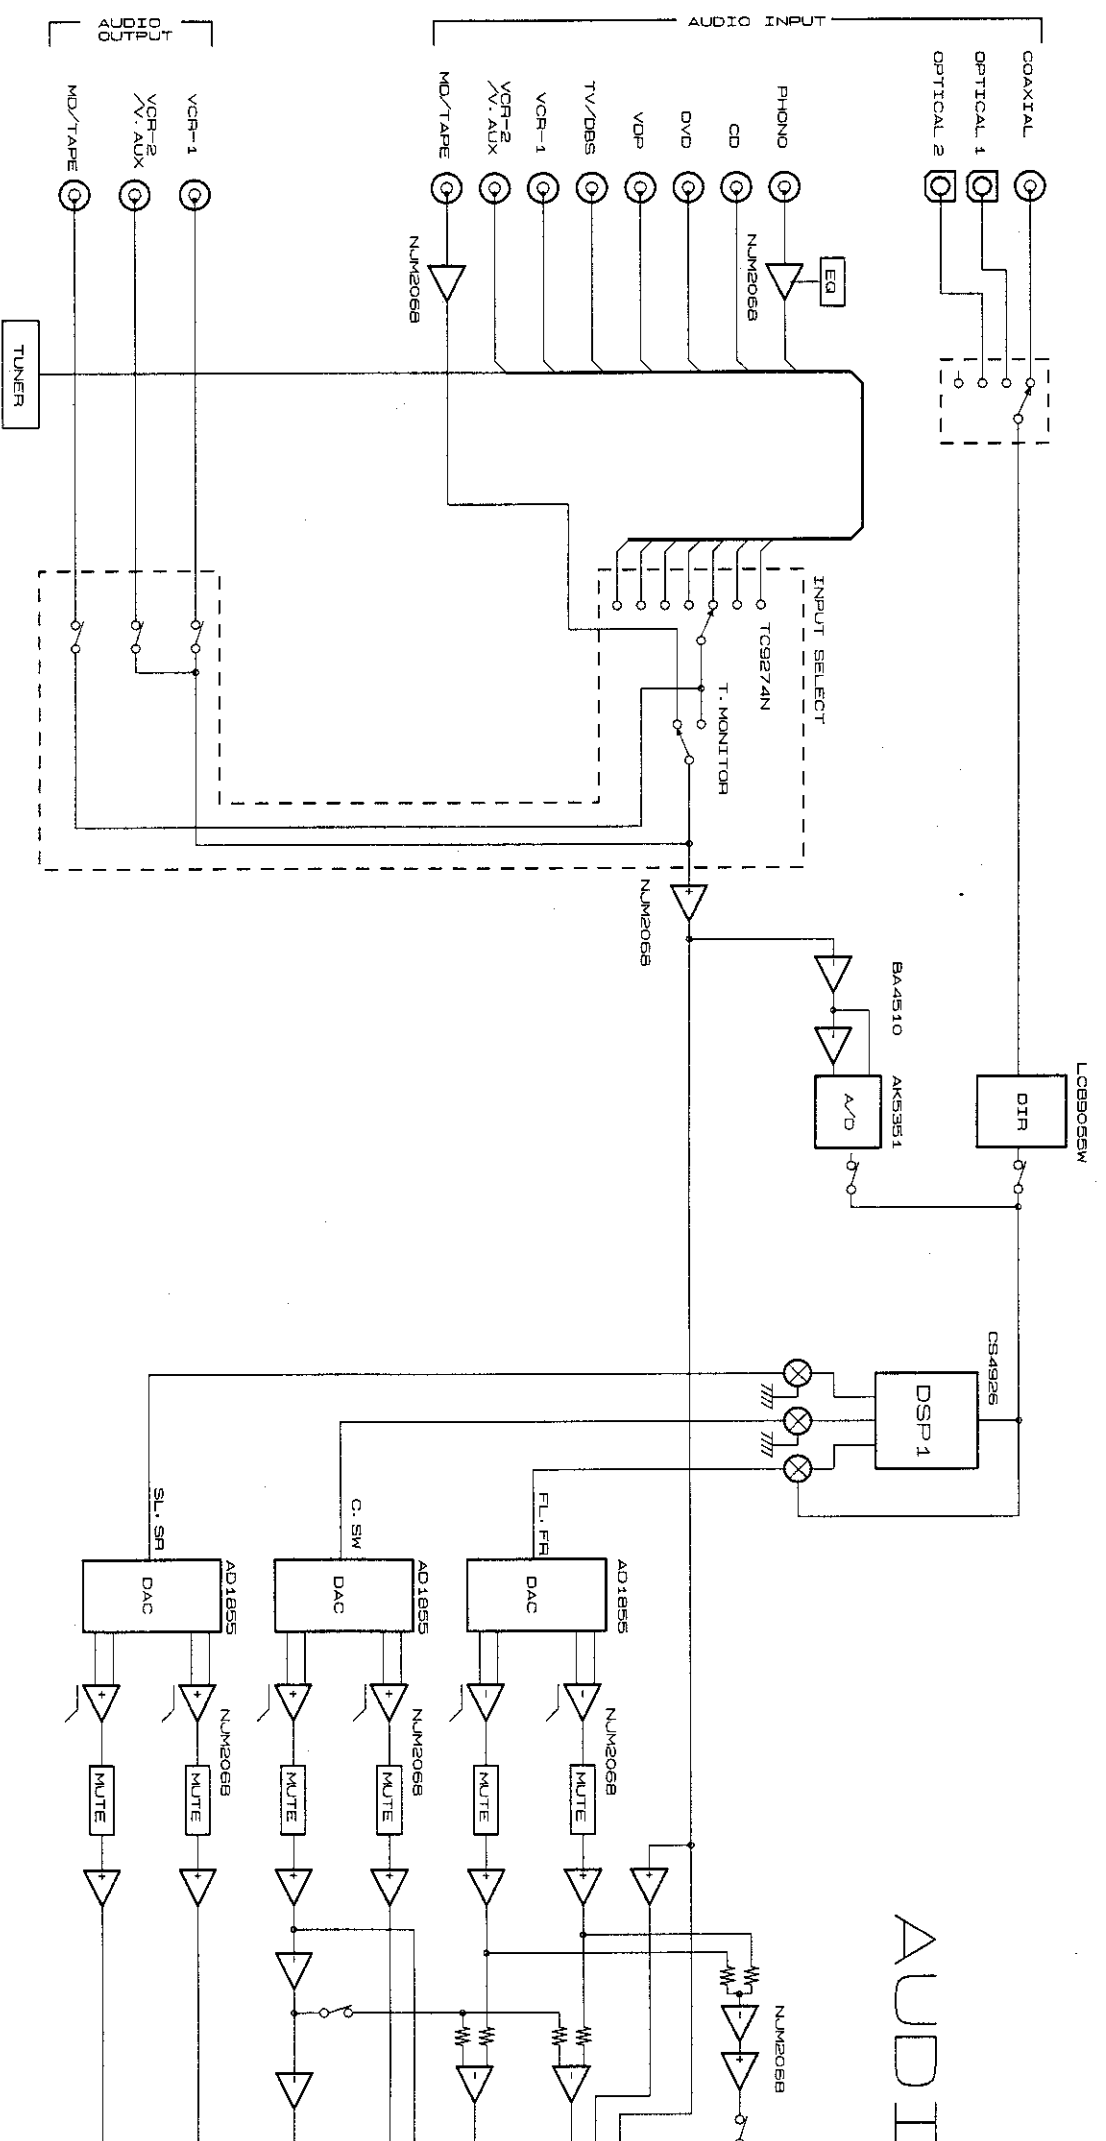 AUDIO
OUTPUT
AUDIO INPUT
COAXIAL
OPTICAL 1
OPTICAL 2
PHONO
CD
DVD
VDP
TV/DBS
VCR-1
VCR-2
/V.AUX
MD/TAPE
VCR-1
VCR-2
/V.AUX
MD/TAPE
EQ
NJM2068
NJM2068
TUNER
INPUT SELECT
TC9274N
T.MONITOR
NJM2068
BA4510
A/D
AK5351
DIR
LC89055W
CS4926
DSP1
SL.SR
C.SW
FL.FR
DAC
AD1855
DAC
AD1855
DAC
AD1855
NJM2068
NJM2068
NJM2068
MUTE
MUTE
MUTE
MUTE
MUTE
MUTE
NJM2068
AUDI